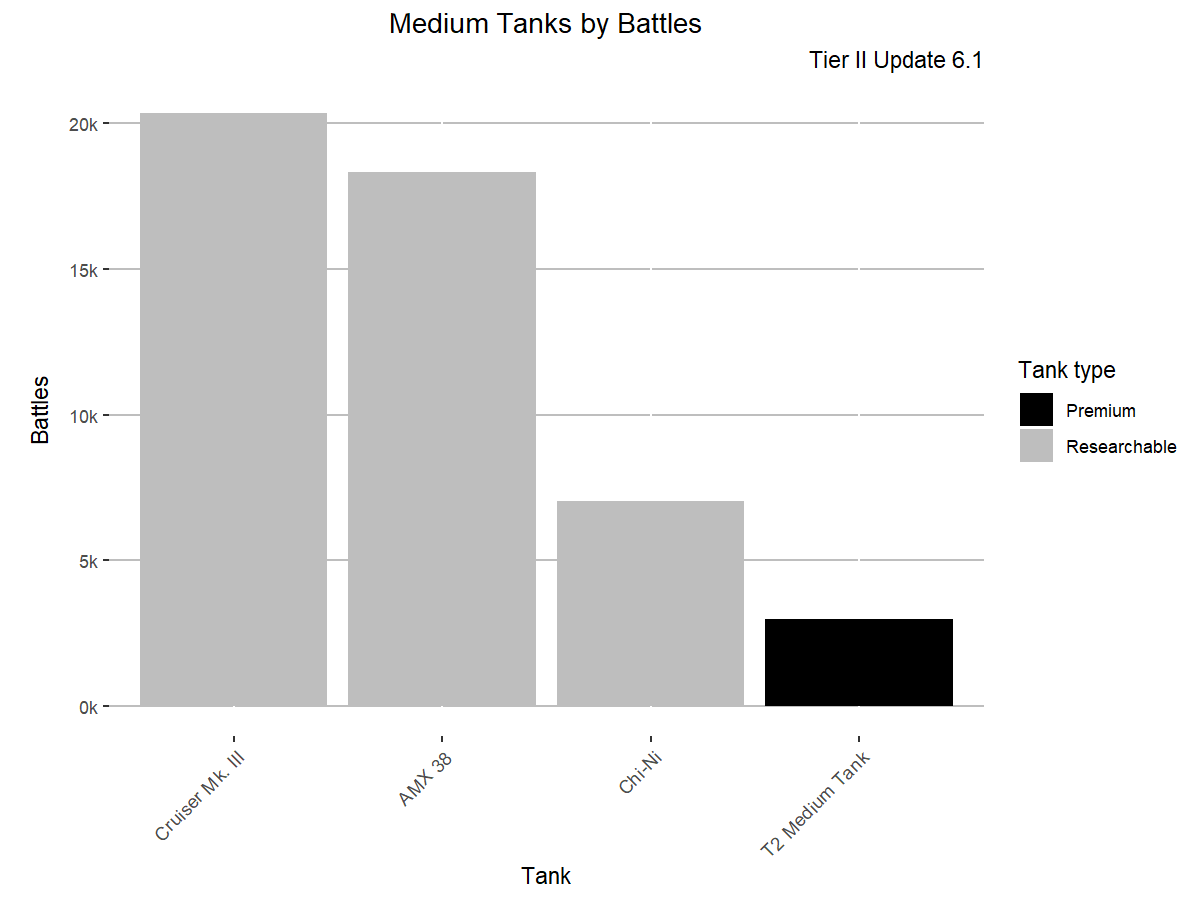 Medium Tanks by Battles
Tier II Update 6.1
20k
15k
10k
5k
0k
Battles
Cruiser Mk. III
AMX 38
Chi-Ni
T2 Medium Tank
Tank
Tank type
Premium
Researchable